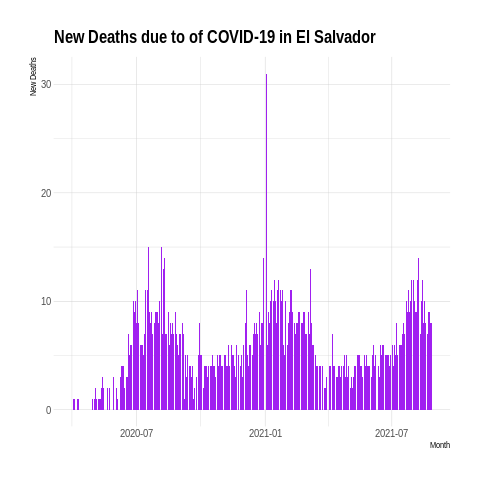 New Deaths due to of COVID-19 in El Salvador
New Deaths
30
20
10
0
2020-07
2021-01
2021-07
Month